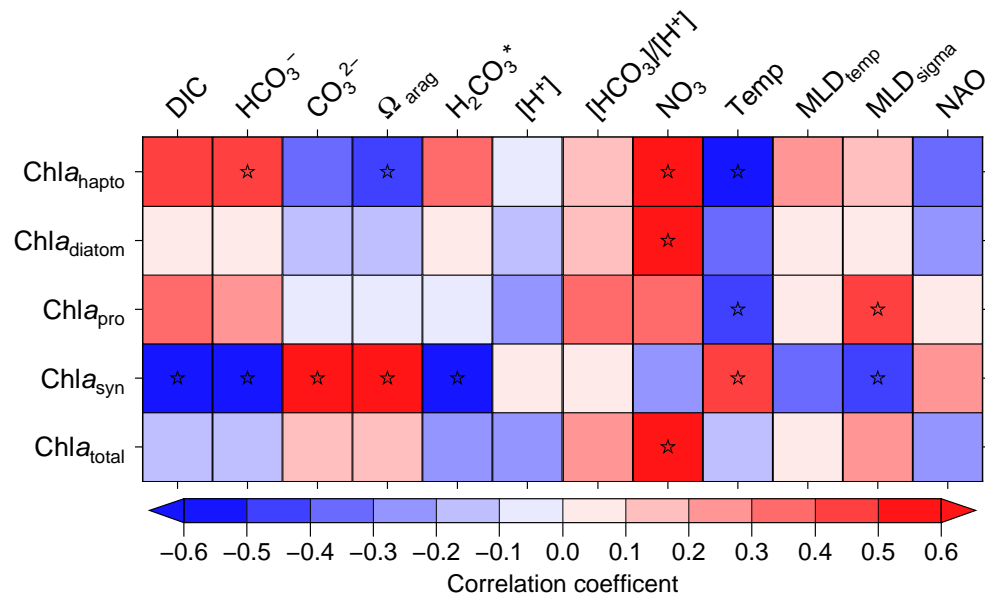 DIC
HCO₃⁻
CO₃²⁻
Ω arag
H₂CO₃*
[H⁺]
[HCO₃]/[H⁺]
NO₃
Temp
MLDtemp
MLDsigma
NAO
Chlahapto
Chladiatom
Chlapro
Chlasyn
Chlatotal
−0.6 −0.5 −0.4 −0.3 −0.2 −0.1 0.0 0.1 0.2 0.3 0.4 0.5 0.6
Correlation coefficent